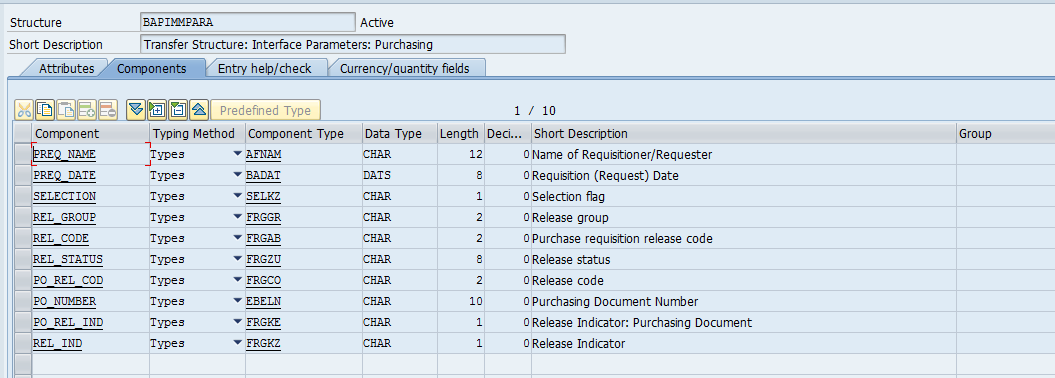 Structure BAPIMMPARA Active
Short Description Transfer Structure: Interface Parameters: Purchasing
Attributes Components Entry help/check Currency/quantity fields
Predefined Type 1 / 10
Component Typing Method Component Type Data Type Length Deci... Short Description Group
PREQ_NAME Types AFNAM CHAR 12 0 Name of Requisitioner/Requester
PREQ_DATE Types BADAT DATS 8 0 Requisition (Request) Date
SELECTION Types SELKZ CHAR 1 0 Selection flag
REL_GROUP Types FRGGR CHAR 2 0 Release group
REL_CODE Types FRGAB CHAR 2 0 Purchase requisition release code
REL_STATUS Types FRGZU CHAR 8 0 Release status
PO_REL_COD Types FRGCO CHAR 2 0 Release code
PO_NUMBER Types EBELN CHAR 10 0 Purchasing Document Number
PO_REL_IND Types FRGKE CHAR 1 0 Release Indicator: Purchasing Document
REL_IND Types FRGKZ CHAR 1 0 Release Indicator